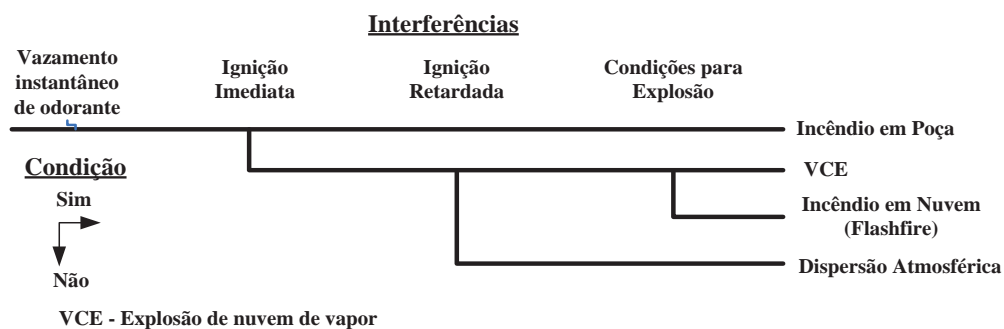 Interferências
Vazamento
instantâneo
de odorante
Ignição
Imediata
Ignição
Retardada
Condições para
Explosão
Incêndio em Poça
Condição
VCE
Sim
Incêndio em Nuvem
(Flashfire)
Não
Dispersão Atmosférica
VCE - Explosão de nuvem de vapor